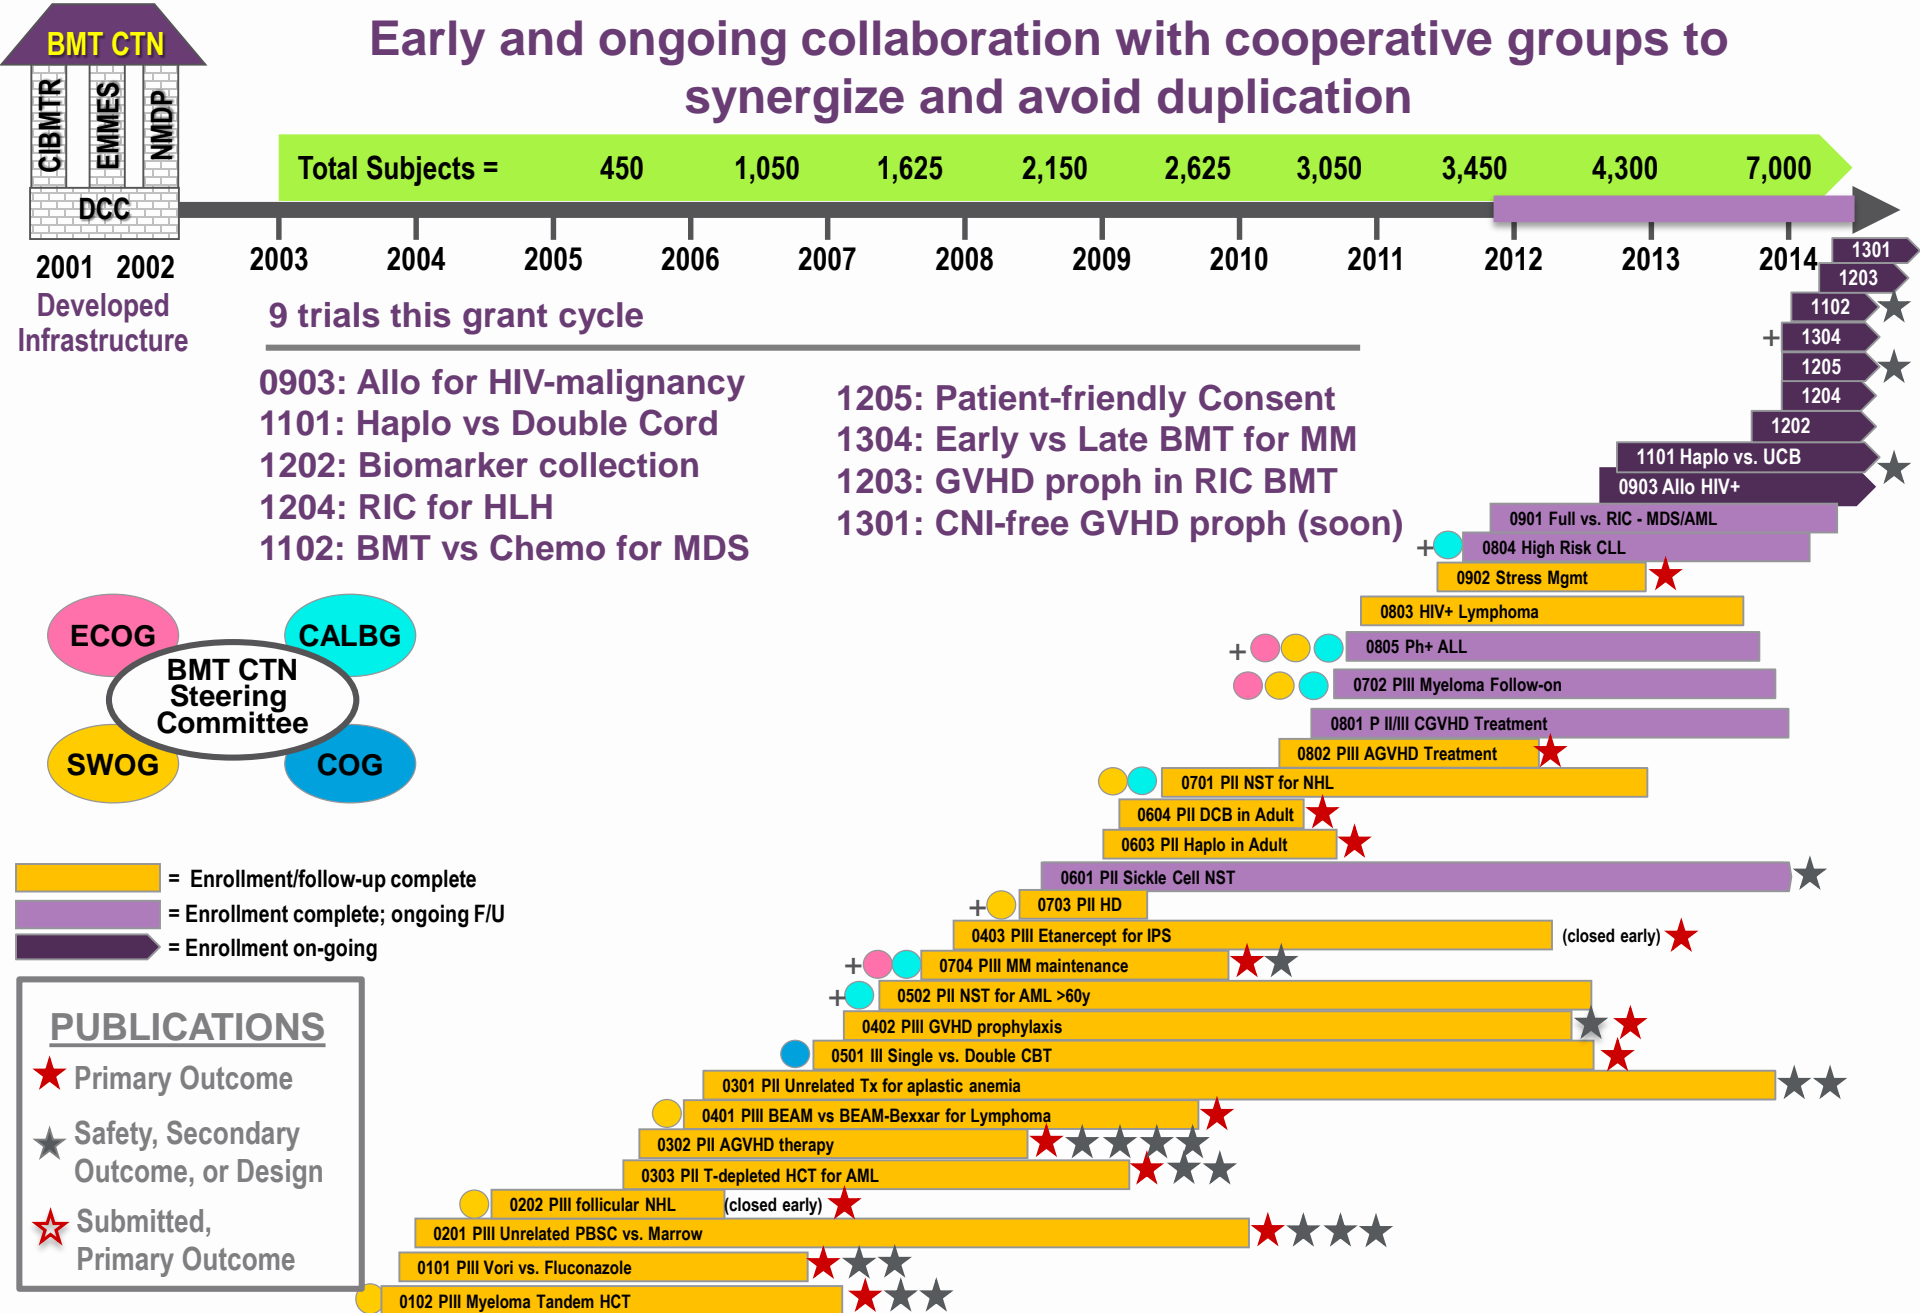 BMT CTN
CIBMTR
EMMES
NMDP
DCC
2001 2002
Developed
Infrastructure
Early and ongoing collaboration with cooperative groups to
synergize and avoid duplication
Total Subjects = 450 1,050 1,625 2,150 2,625 3,050 3,450 4,300 7,000
2003 2004 2005 2006 2007 2008 2009 2010 2011 2012 2013 2014
9 trials this grant cycle
0903: Allo for HIV-malignancy
1101: Haplo vs Double Cord
1202: Biomarker collection
1204: RIC for HLH
1102: BMT vs Chemo for MDS
1205: Patient-friendly Consent
1304: Early vs Late BMT for MM
1203: GVHD proph in RIC BMT
1301: CNI-free GVHD proph (soon)
1301
1203
1102
+ 1304
1205
1204
1202
1101 Haplo vs. UCB
0903 Allo HIV+
0901 Full vs. RIC - MDS/AML
+ 0804 High Risk CLL
0902 Stress Mgmt
0803 HIV+ Lymphoma
+ 0805 Ph+ ALL
0702 PIII Myeloma Follow-on
0801 P II/III CGVHD Treatment
0802 PIII AGVHD Treatment
0701 PII NST for NHL
0604 PII DCB in Adult
0603 PII Haplo in Adult
0601 PII Sickle Cell NST
+ 0703 PII HD
0403 PIII Etanercept for IPS (closed early)
+ 0704 PIII MM maintenance
+ 0502 PII NST for AML >60y
0402 PIII GVHD prophylaxis
0501 III Single vs. Double CBT
0301 PII Unrelated Tx for aplastic anemia
0401 PIII BEAM vs BEAM-Bexxar for Lymphoma
0302 PII AGVHD therapy
0303 PII T-depleted HCT for AML
0202 PIII follicular NHL (closed early)
0201 PIII Unrelated PBSC vs. Marrow
0101 PIII Vori vs. Fluconazole
0102 PIII Myeloma Tandem HCT
ECOG
CALBG
BMT CTN
Steering
Committee
SWOG
COG
= Enrollment/follow-up complete
= Enrollment complete; ongoing F/U
= Enrollment on-going
PUBLICATIONS
Primary Outcome
Safety, Secondary
Outcome, or Design
Submitted,
Primary Outcome